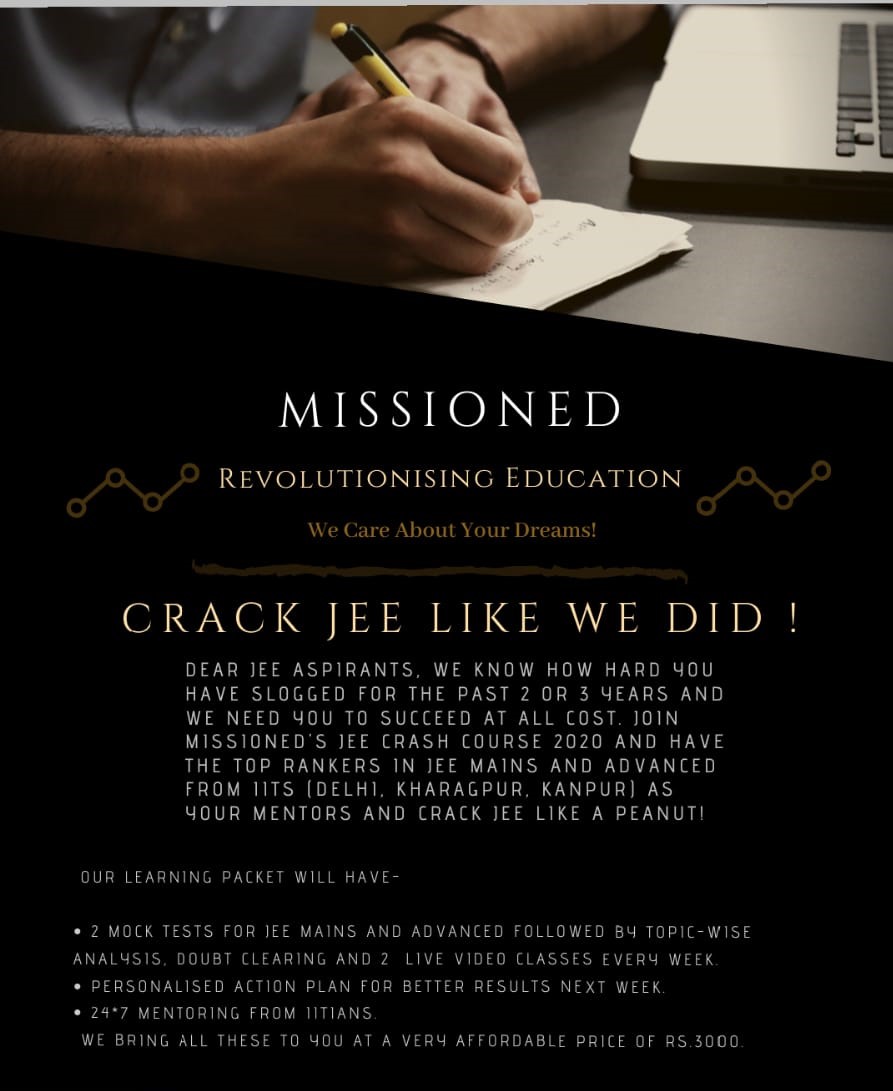 MISSIONED
REVOLUTIONISING EDUCATION
We Care About Your Dreams!
CRACK JEE LIKE WE DID !
DEAR JEE ASPIRANTS, WE KNOW HOW HARD YOU
HAVE SLOGGED FOR THE PAST 2 OR 3 YEARS AND
WE NEED YOU TO SUCCEED AT ALL COST. JOIN
MISSIONED'S JEE CRASH COURSE 2020 AND HAVE
THE TOP RANKERS IN JEE MAINS AND ADVANCED
FROM IITS (DELHI, KHARAGPUR, KANPUR) AS
YOUR MENTORS AND CRACK JEE LIKE A PEANUT!
OUR LEARNING PACKET WILL HAVE-
• 2 MOCK TESTS FOR JEE MAINS AND ADVANCED FOLLOWED BY TOPIC-WISE
ANALYSIS, DOUBT CLEARING AND 2 LIVE VIDEO CLASSES EVERY WEEK.
• PERSONALISED ACTION PLAN FOR BETTER RESULTS NEXT WEEK.
• 24*7 MENTORING FROM IITIANS.
WE BRING ALL THESE TO YOU AT A VERY AFFORDABLE PRICE OF RS.3000.